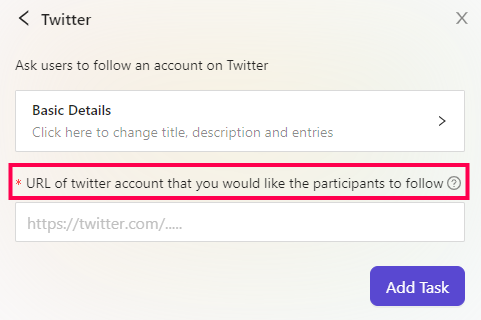 Twitter
Ask users to follow an account on Twitter
Basic Details
Click here to change title, description and entries
* URL of twitter account that you would like the participants to follow ?
https://twitter.com/.....
Add Task